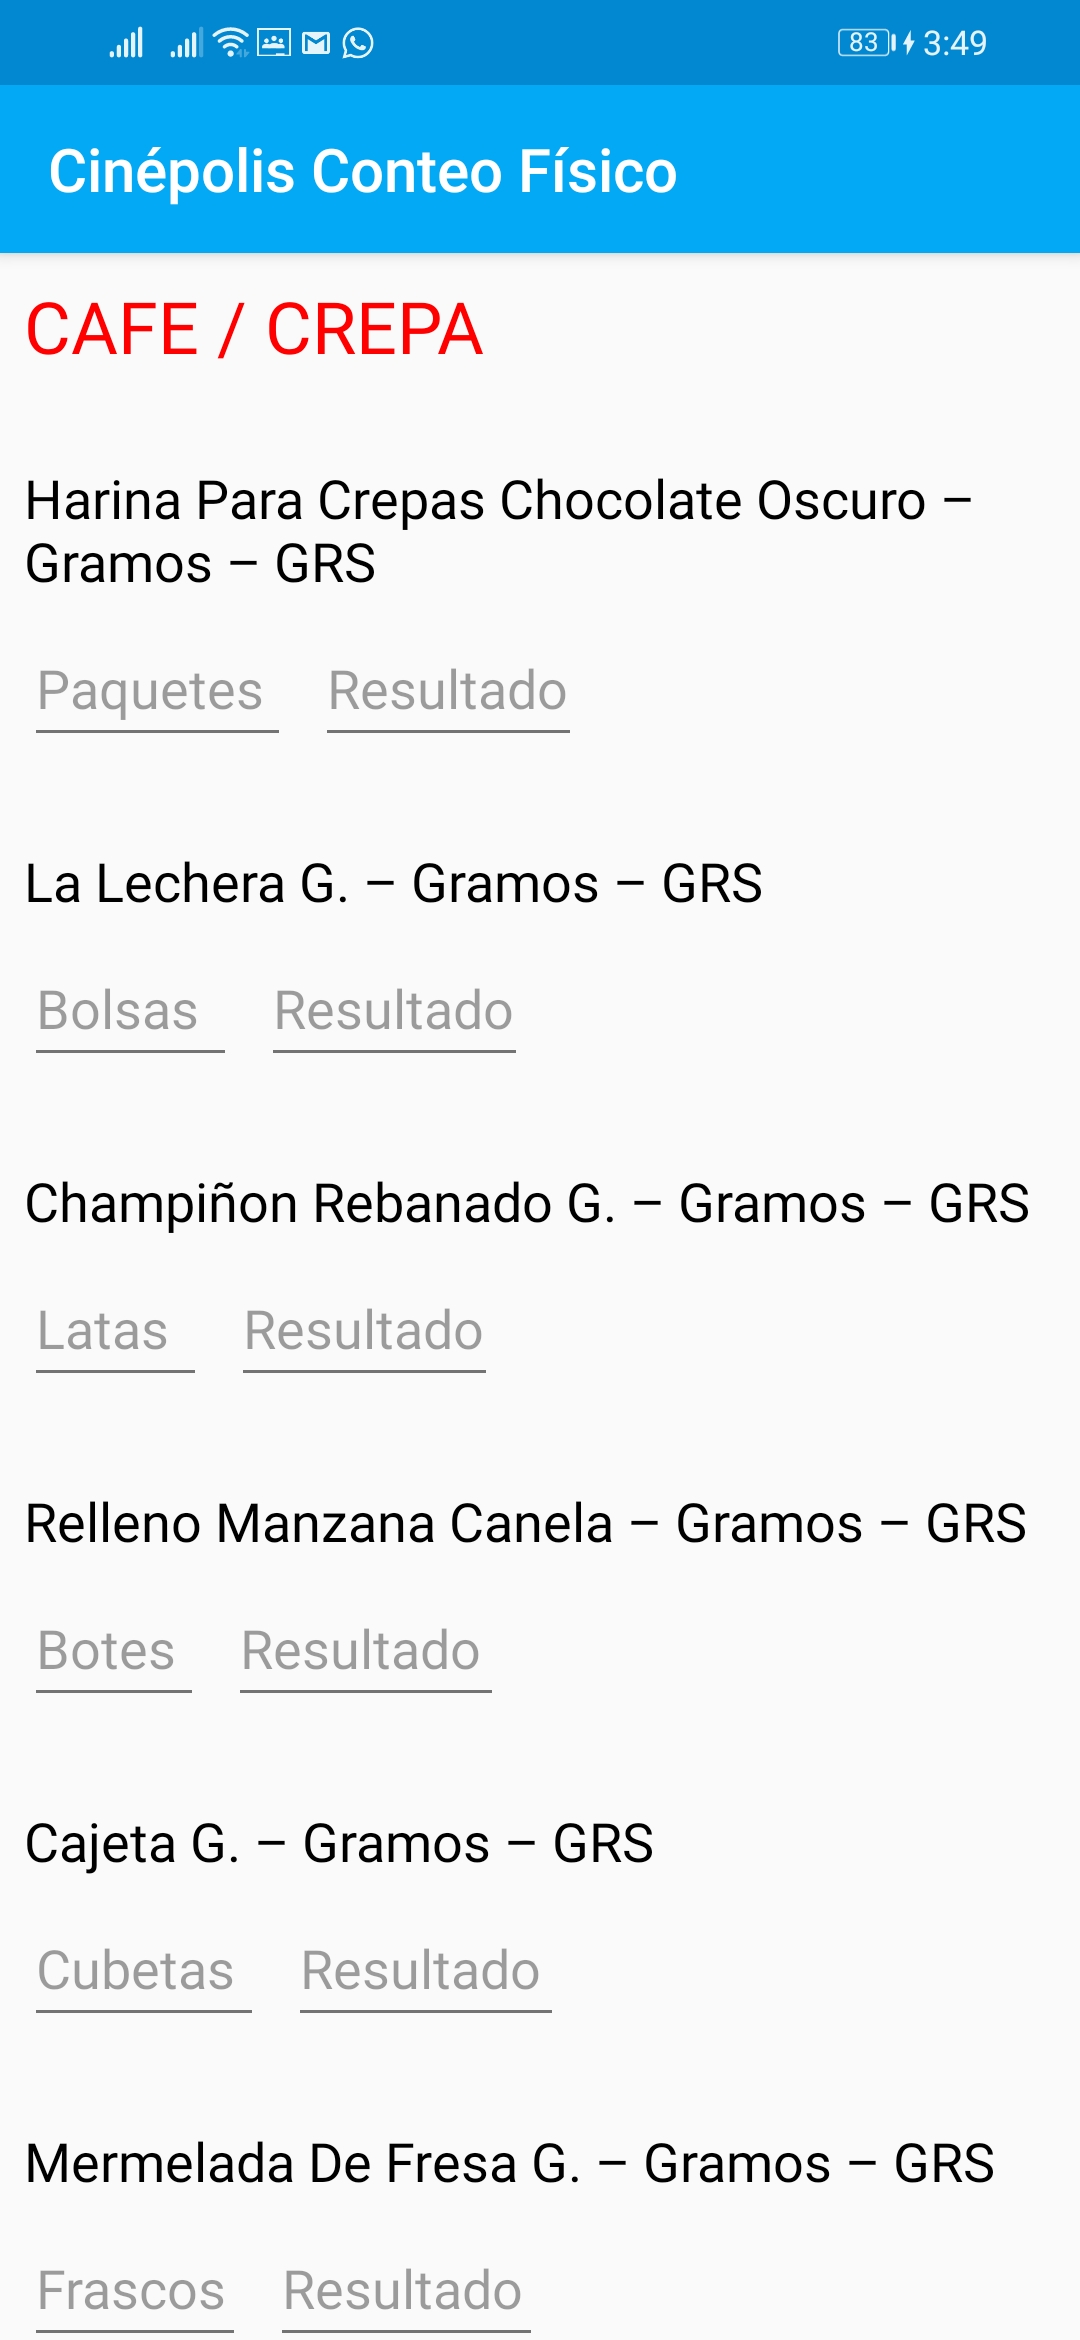 83 3:49
Cinépolis Conteo Físico
CAFE / CREPA
Harina Para Crepas Chocolate Oscuro –
Gramos – GRS
Paquetes Resultado
La Lechera G. – Gramos – GRS
Bolsas Resultado
Champiñon Rebanado G. – Gramos – GRS
Latas Resultado
Relleno Manzana Canela – Gramos – GRS
Botes Resultado
Cajeta G. – Gramos – GRS
Cubetas Resultado
Mermelada De Fresa G. – Gramos – GRS
Frascos Resultado